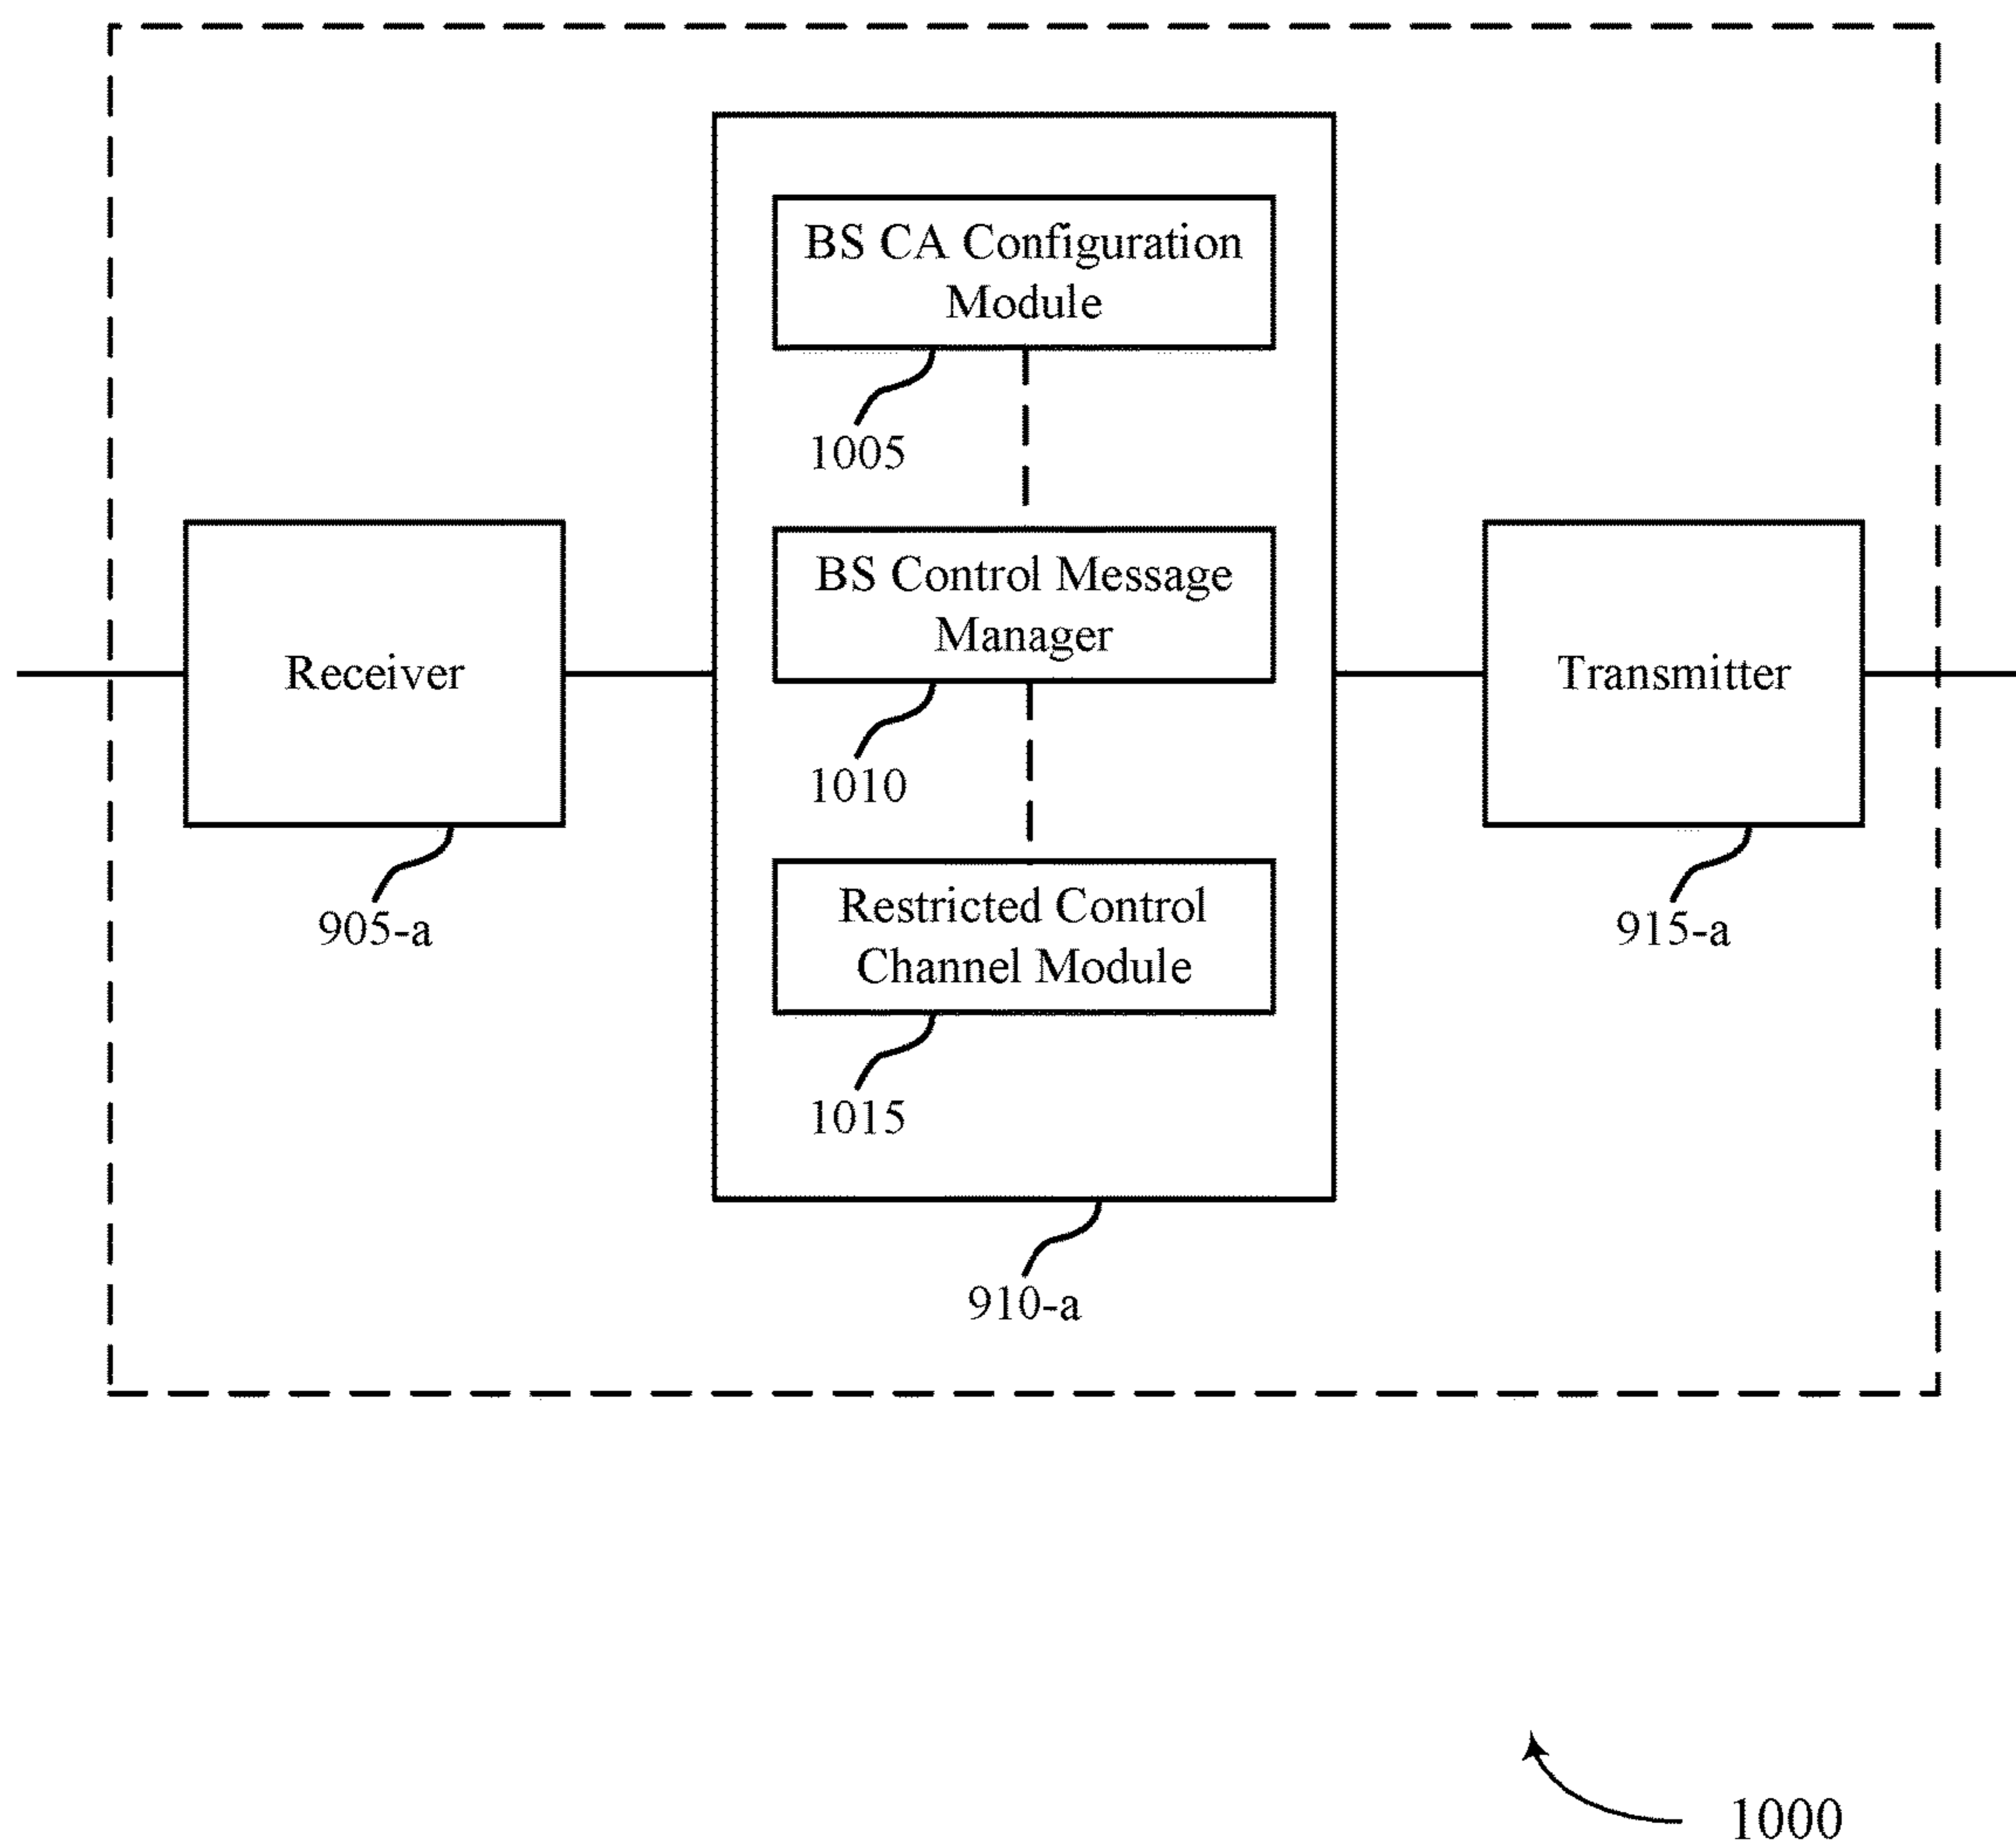 BS CA Configuration
Module
1005
BS Control Message
Manager
1010
Receiver
905-a
Transmitter
915-a
Restricted Control
Channel Module
1015
910-a
1000